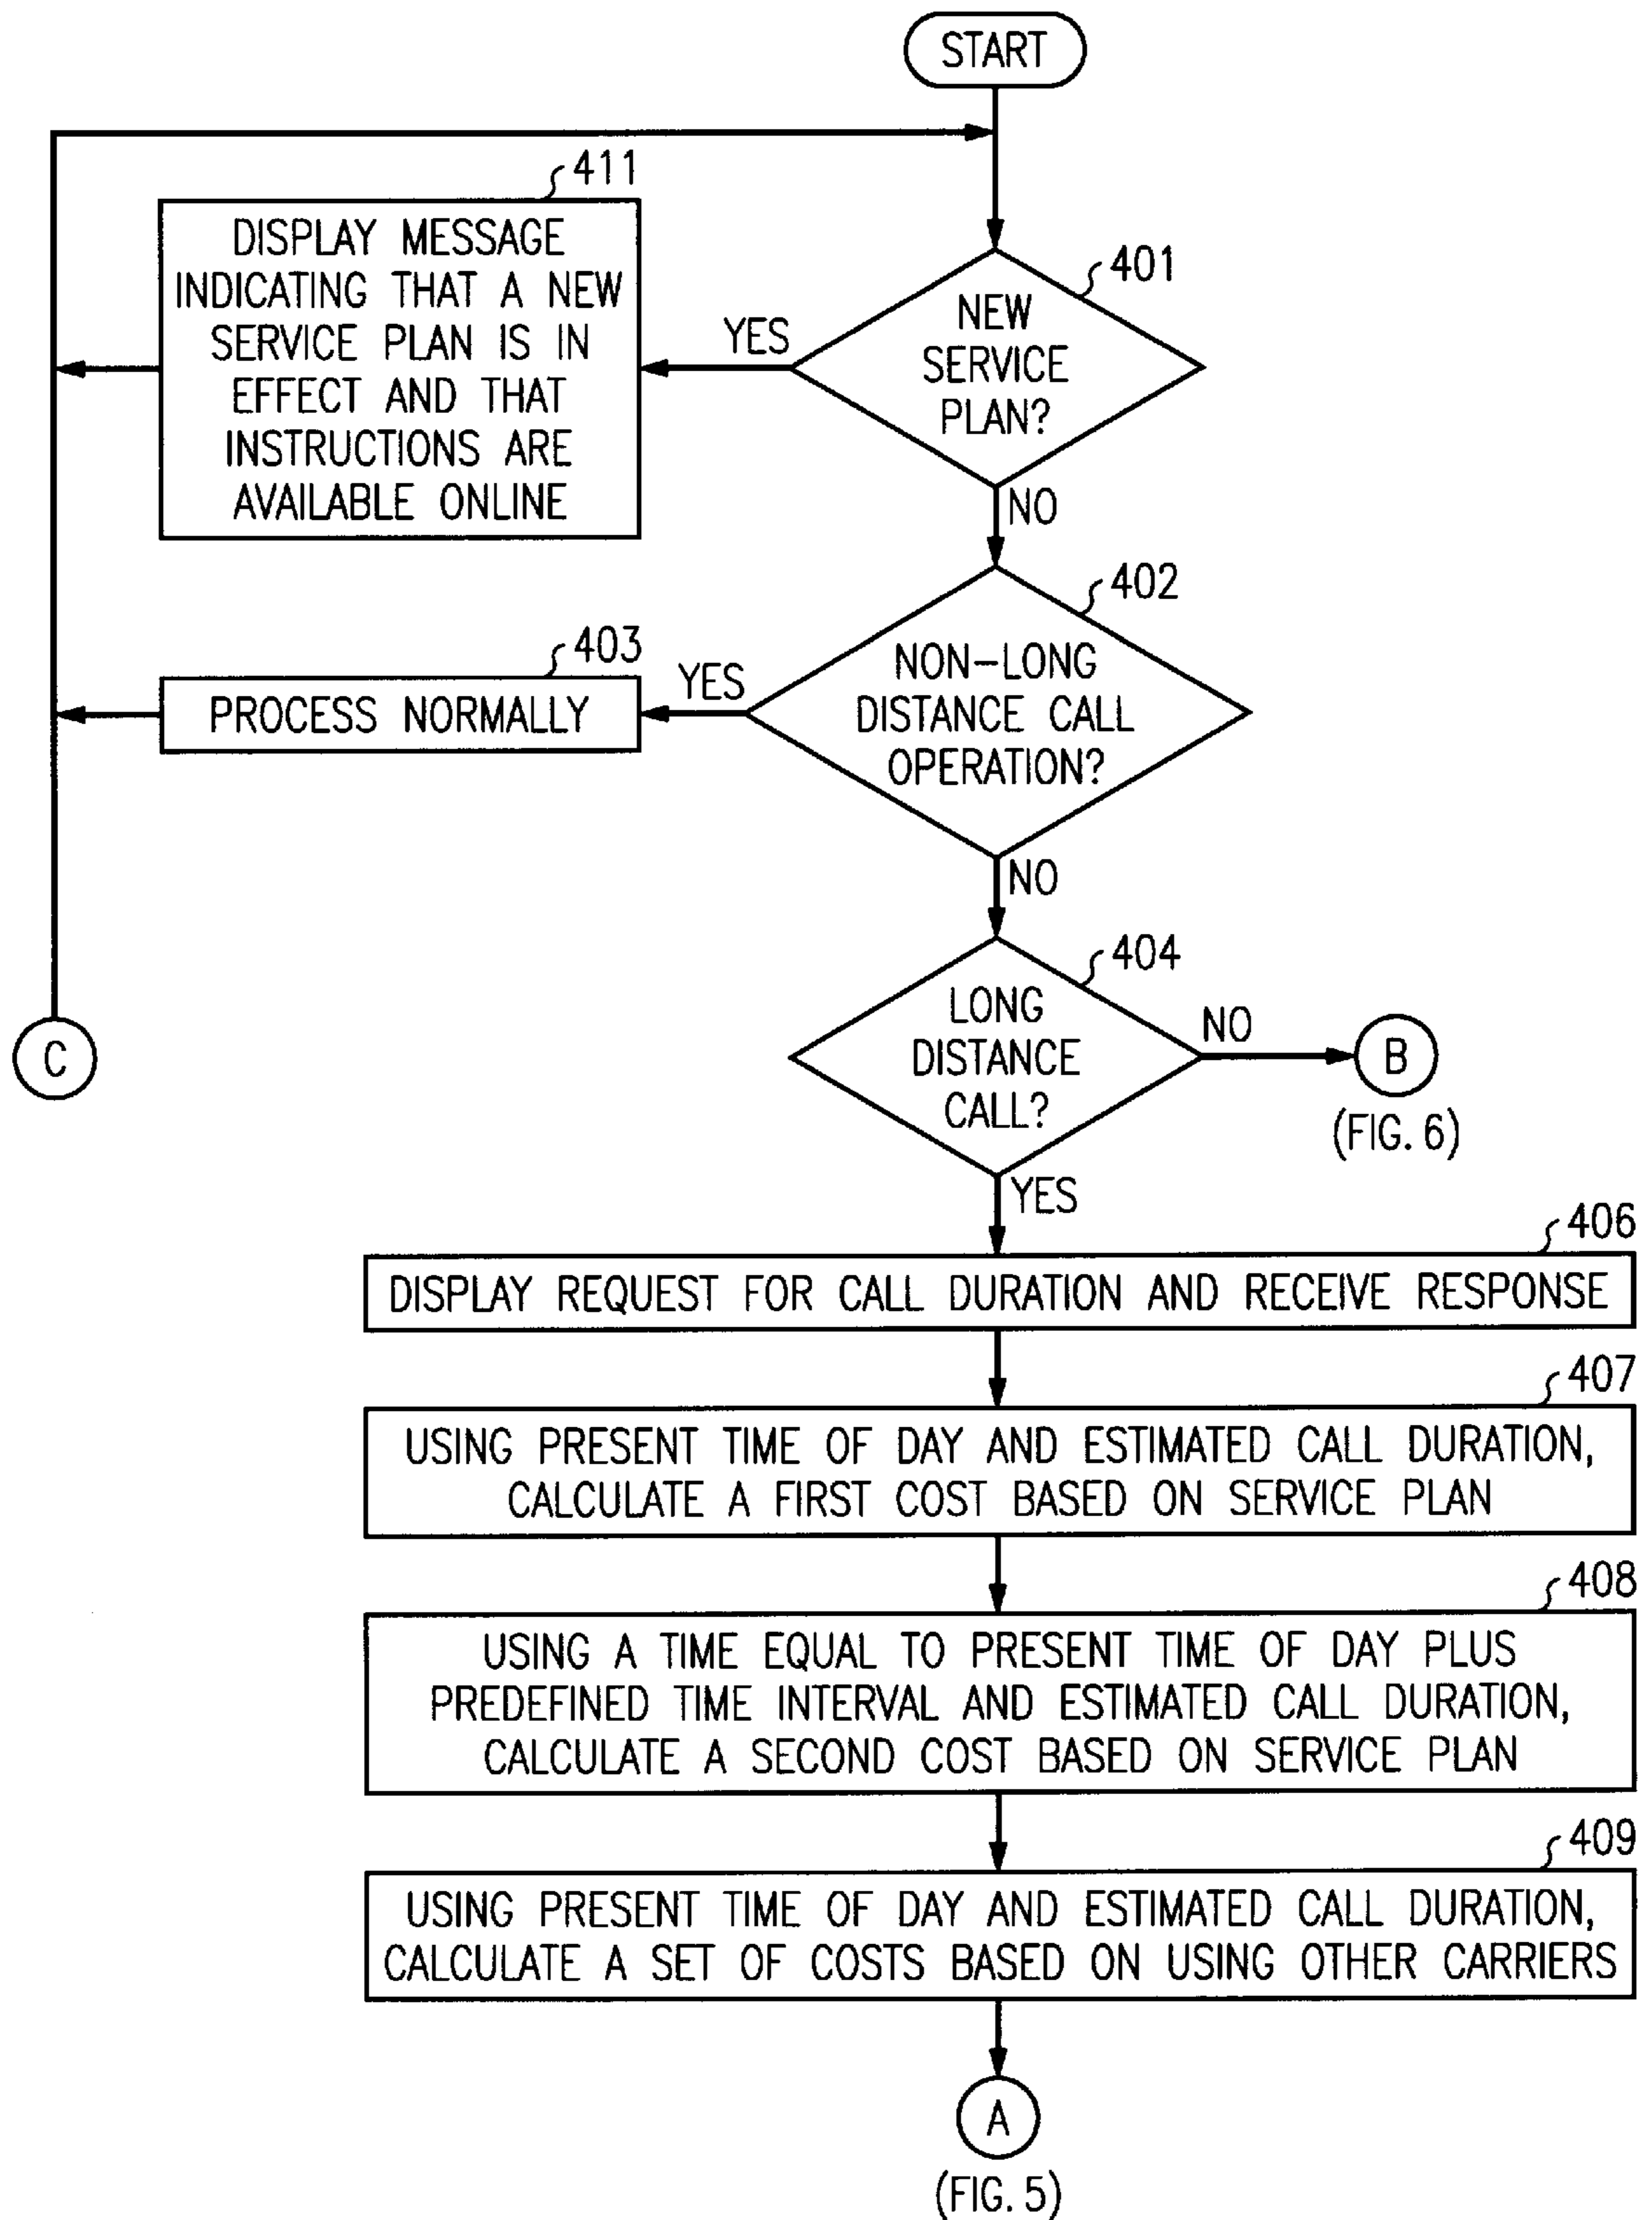 START
411
DISPLAY MESSAGE
INDICATING THAT A NEW
SERVICE PLAN IS IN
EFFECT AND THAT
INSTRUCTIONS ARE
AVAILABLE ONLINE
YES
401
NEW
SERVICE
PLAN?
NO
403
PROCESS NORMALLY
YES
402
NON-LONG
DISTANCE CALL
OPERATION?
NO
C
404
LONG
DISTANCE
CALL?
NO
B
(FIG. 6)
YES
406
DISPLAY REQUEST FOR CALL DURATION AND RECEIVE RESPONSE
407
USING PRESENT TIME OF DAY AND ESTIMATED CALL DURATION,
CALCULATE A FIRST COST BASED ON SERVICE PLAN
408
USING A TIME EQUAL TO PRESENT TIME OF DAY PLUS
PREDEFINED TIME INTERVAL AND ESTIMATED CALL DURATION,
CALCULATE A SECOND COST BASED ON SERVICE PLAN
409
USING PRESENT TIME OF DAY AND ESTIMATED CALL DURATION,
CALCULATE A SET OF COSTS BASED ON USING OTHER CARRIERS
A
(FIG. 5)